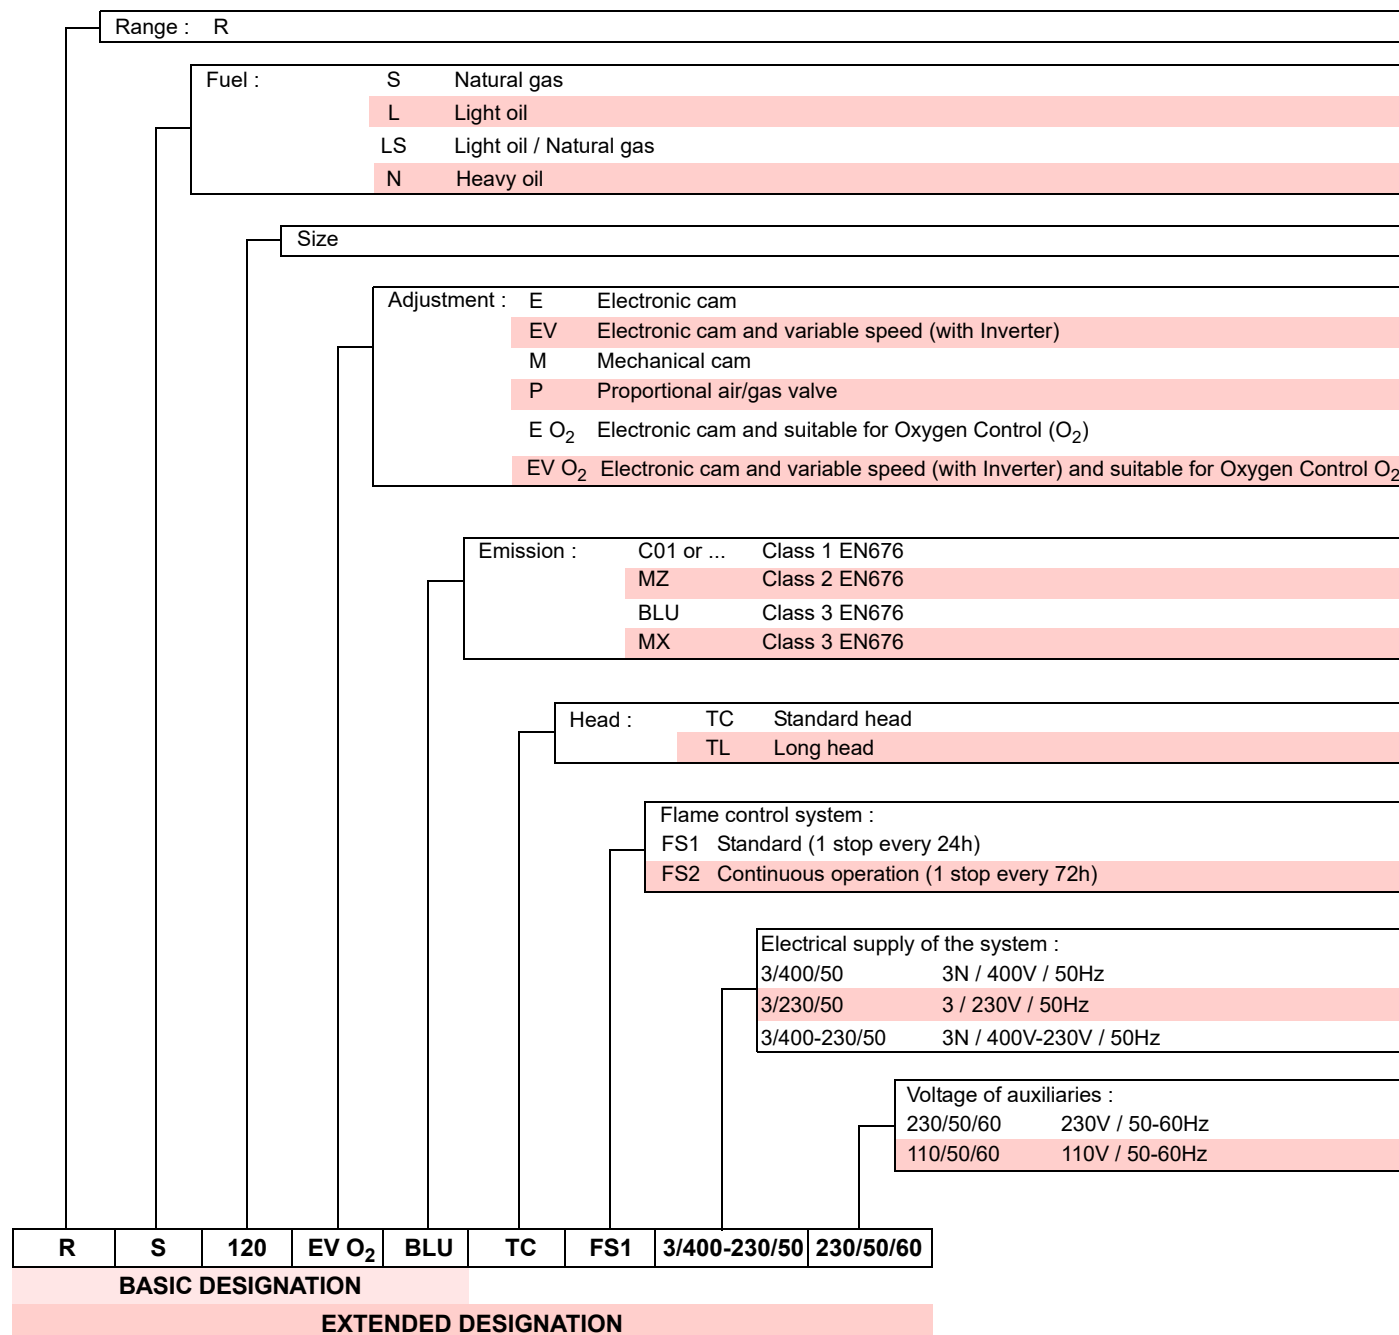 Range : R
Fuel : S Natural gas
L Light oil
LS Light oil / Natural gas
N Heavy oil
Size
Adjustment : E Electronic cam
EV Electronic cam and variable speed (with Inverter)
M Mechanical cam
P Proportional air/gas valve
E O2 Electronic cam and suitable for Oxygen Control (O2)
EV O2 Electronic cam and variable speed (with Inverter) and suitable for Oxygen Control O2
Emission : C01 or ... Class 1 EN676
MZ Class 2 EN676
BLU Class 3 EN676
MX Class 3 EN676
Head : TC Standard head
TL Long head
Flame control system :
FS1 Standard (1 stop every 24h)
FS2 Continuous operation (1 stop every 72h)
Electrical supply of the system :
3/400/50 3N / 400V / 50Hz
3/230/50 3 / 230V / 50Hz
3/400-230/50 3N / 400V-230V / 50Hz
Voltage of auxiliaries :
230/50/60 230V / 50-60Hz
110/50/60 110V / 50-60Hz
R S 120 EV O2 BLU TC FS1 3/400-230/50 230/50/60
BASIC DESIGNATION
EXTENDED DESIGNATION